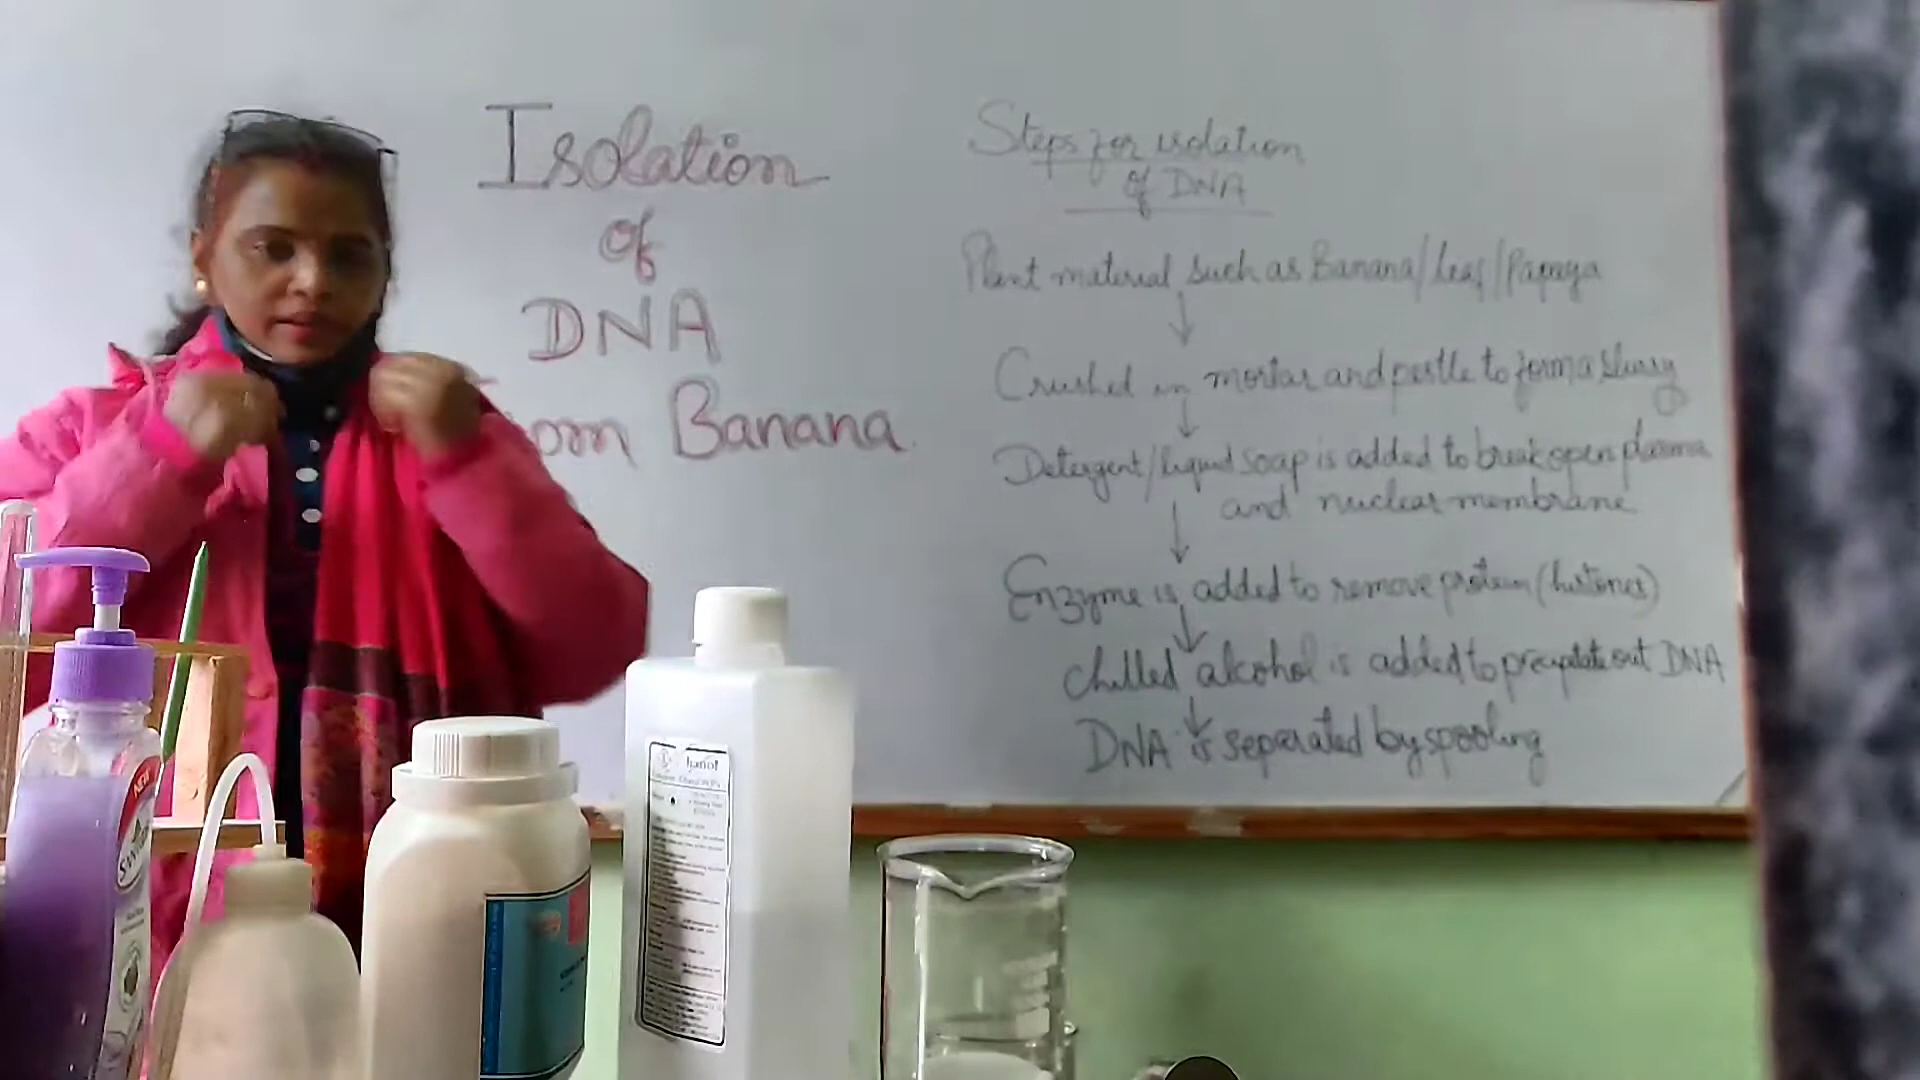 Isolation
of
DNA
om Banana
Steps for isolation
of DNA
Plant material such as Banana/Leaf/Papaya
Crushed in mortar and pestle to form a slurry
Detergent/liquid soap is added to break open plasma
and nuclear membrane
Enzyme is added to remove protein (histones)
Chilled alcohol is added to precipitate out DNA
DNA is separated by spooling
NEW